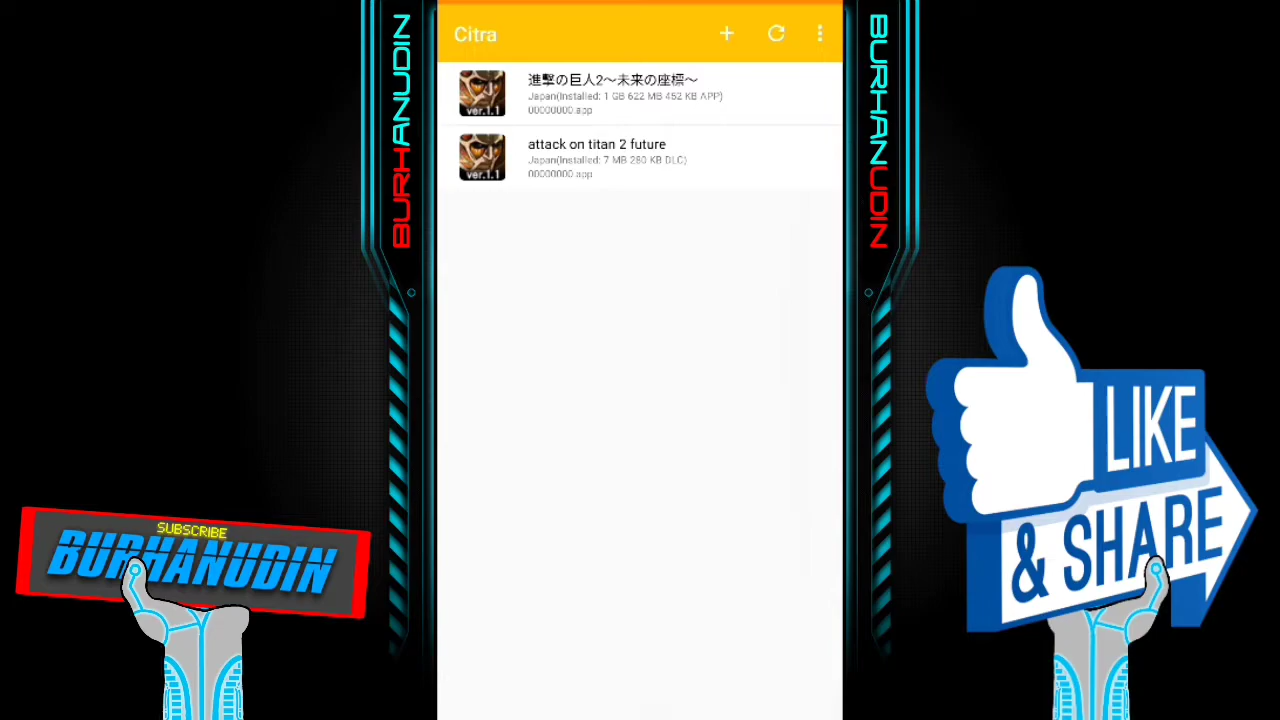 BURHANUDIN
Citra
進撃の巨人2〜未来の座標〜
Japan(Installed: 1 GB 622 MB 452 KB APP)
00000000.app
ver.1.1
attack on titan 2 future
Japan(Installed: 7 MB 280 KB DLC)
00000000.app
ver.1.1
BURHANUDIN
SUBSCRIBE
BURHANUDIN
LIKE
& SHARE